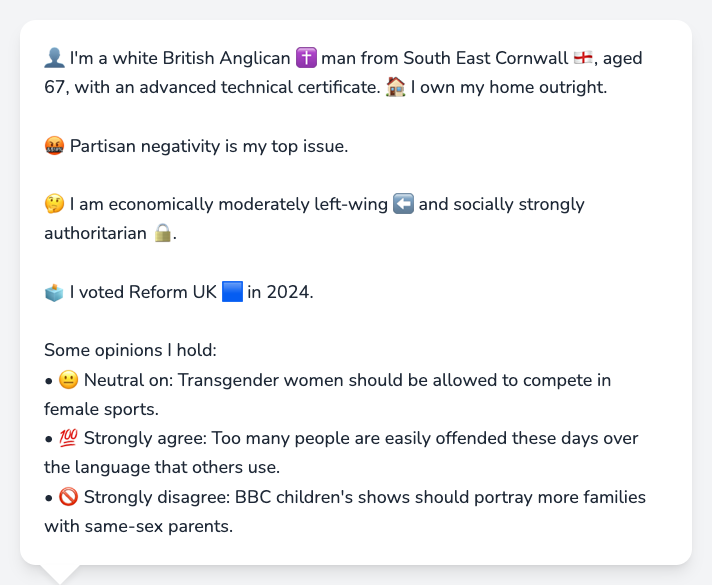 👤 I'm a white British Anglican ✝️ man from South East Cornwall 🏴󠁧󠁢󠁥󠁮󠁧󠁿, aged
67, with an advanced technical certificate. 🏠 I own my home outright.
🤬 Partisan negativity is my top issue.
🤔 I am economically moderately left-wing ⬅️ and socially strongly
authoritarian 🔒.
🗳️ I voted Reform UK 🟦 in 2024.
Some opinions I hold:
• 😐 Neutral on: Transgender women should be allowed to compete in
female sports.
• 💯 Strongly agree: Too many people are easily offended these days over
the language that others use.
• 🚫 Strongly disagree: BBC children's shows should portray more families
with same-sex parents.